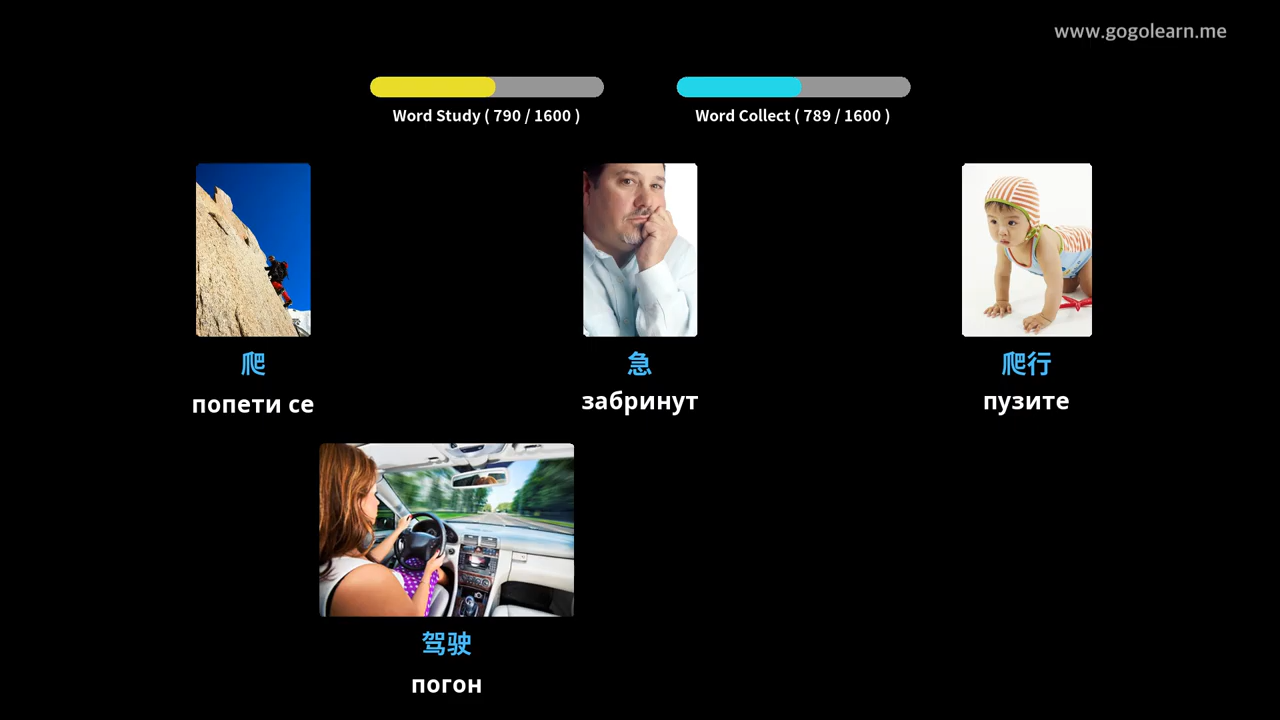 www.gogolearn.me
Word Study ( 790 / 1600 )
Word Collect ( 789 / 1600 )
爬
попети се
急
забринут
爬行
пузите
驾驶
погон